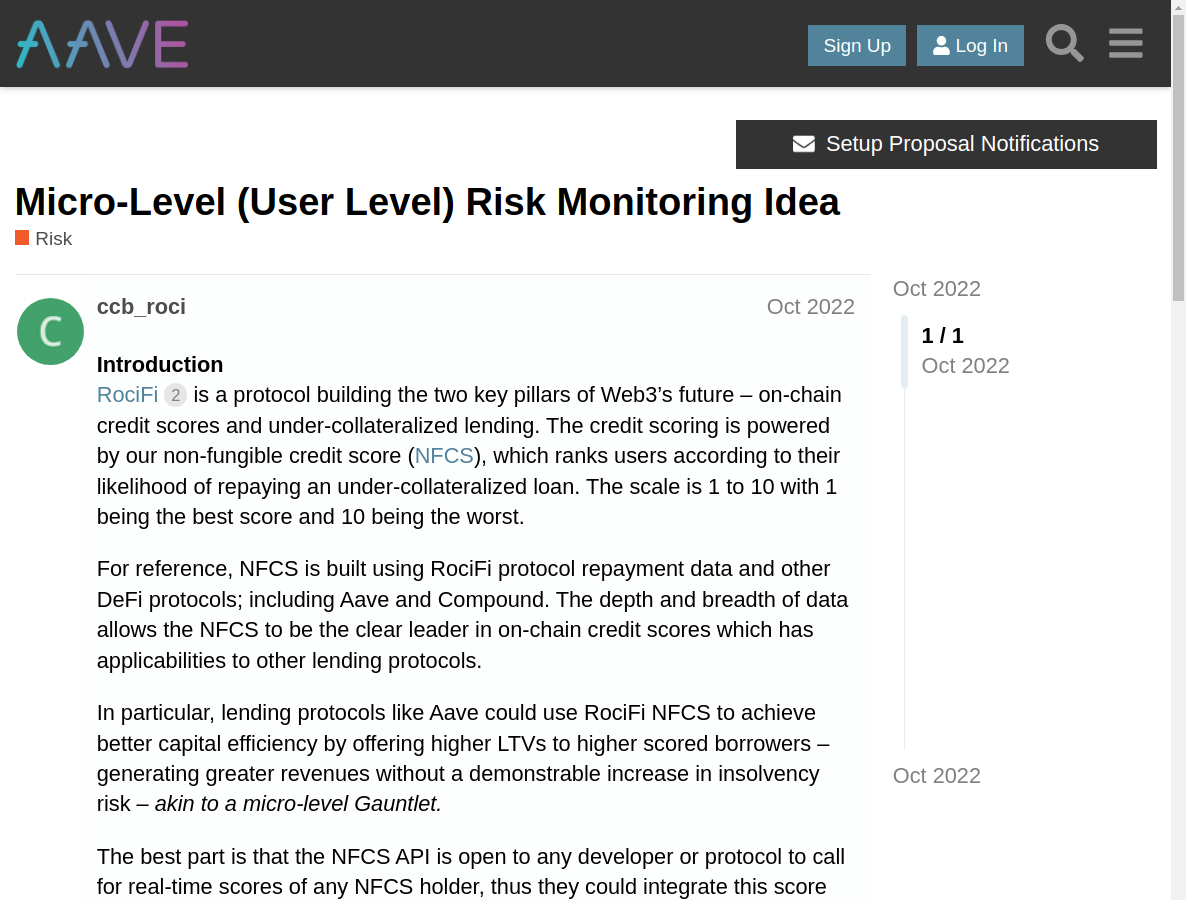 AAVE
Sign Up
Log In
Setup Proposal Notifications
Micro-Level (User Level) Risk Monitoring Idea
Risk
C
ccb_roci
Oct 2022
Introduction
RociFi 2 is a protocol building the two key pillars of Web3’s future – on-chain
credit scores and under-collateralized lending. The credit scoring is powered
by our non-fungible credit score (NFCS), which ranks users according to their
likelihood of repaying an under-collateralized loan. The scale is 1 to 10 with 1
being the best score and 10 being the worst.
For reference, NFCS is built using RociFi protocol repayment data and other
DeFi protocols; including Aave and Compound. The depth and breadth of data
allows the NFCS to be the clear leader in on-chain credit scores which has
applicabilities to other lending protocols.
In particular, lending protocols like Aave could use RociFi NFCS to achieve
better capital efficiency by offering higher LTVs to higher scored borrowers –
generating greater revenues without a demonstrable increase in insolvency
risk – akin to a micro-level Gauntlet.
The best part is that the NFCS API is open to any developer or protocol to call
for real-time scores of any NFCS holder, thus they could integrate this score
Oct 2022
1 / 1
Oct 2022
Oct 2022